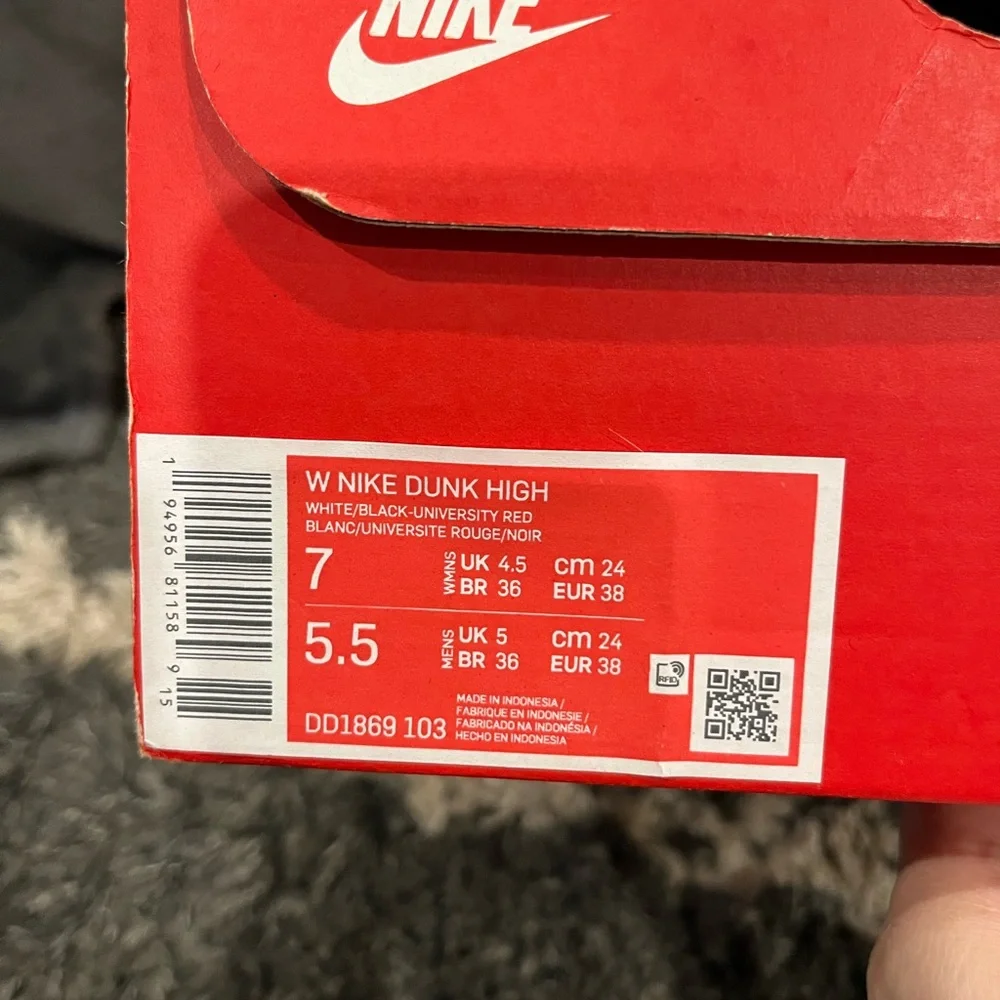 NIKE
W NIKE DUNK HIGH
WHITE/BLACK-UNIVERSITY RED
BLANC/UNIVERSITE ROUGE/NOIR
7 WMNS UK 4.5 cm 24
BR 36 EUR 38
5.5 MENS UK 5 cm 24
BR 36 EUR 38
RFID
DD1869 103
MADE IN INDONESIA /
FABRIQUE EN INDONESIE /
FABRICADO NA INDONÉSIA /
HECHO EN INDONESIA
1 94956 81158 9 15